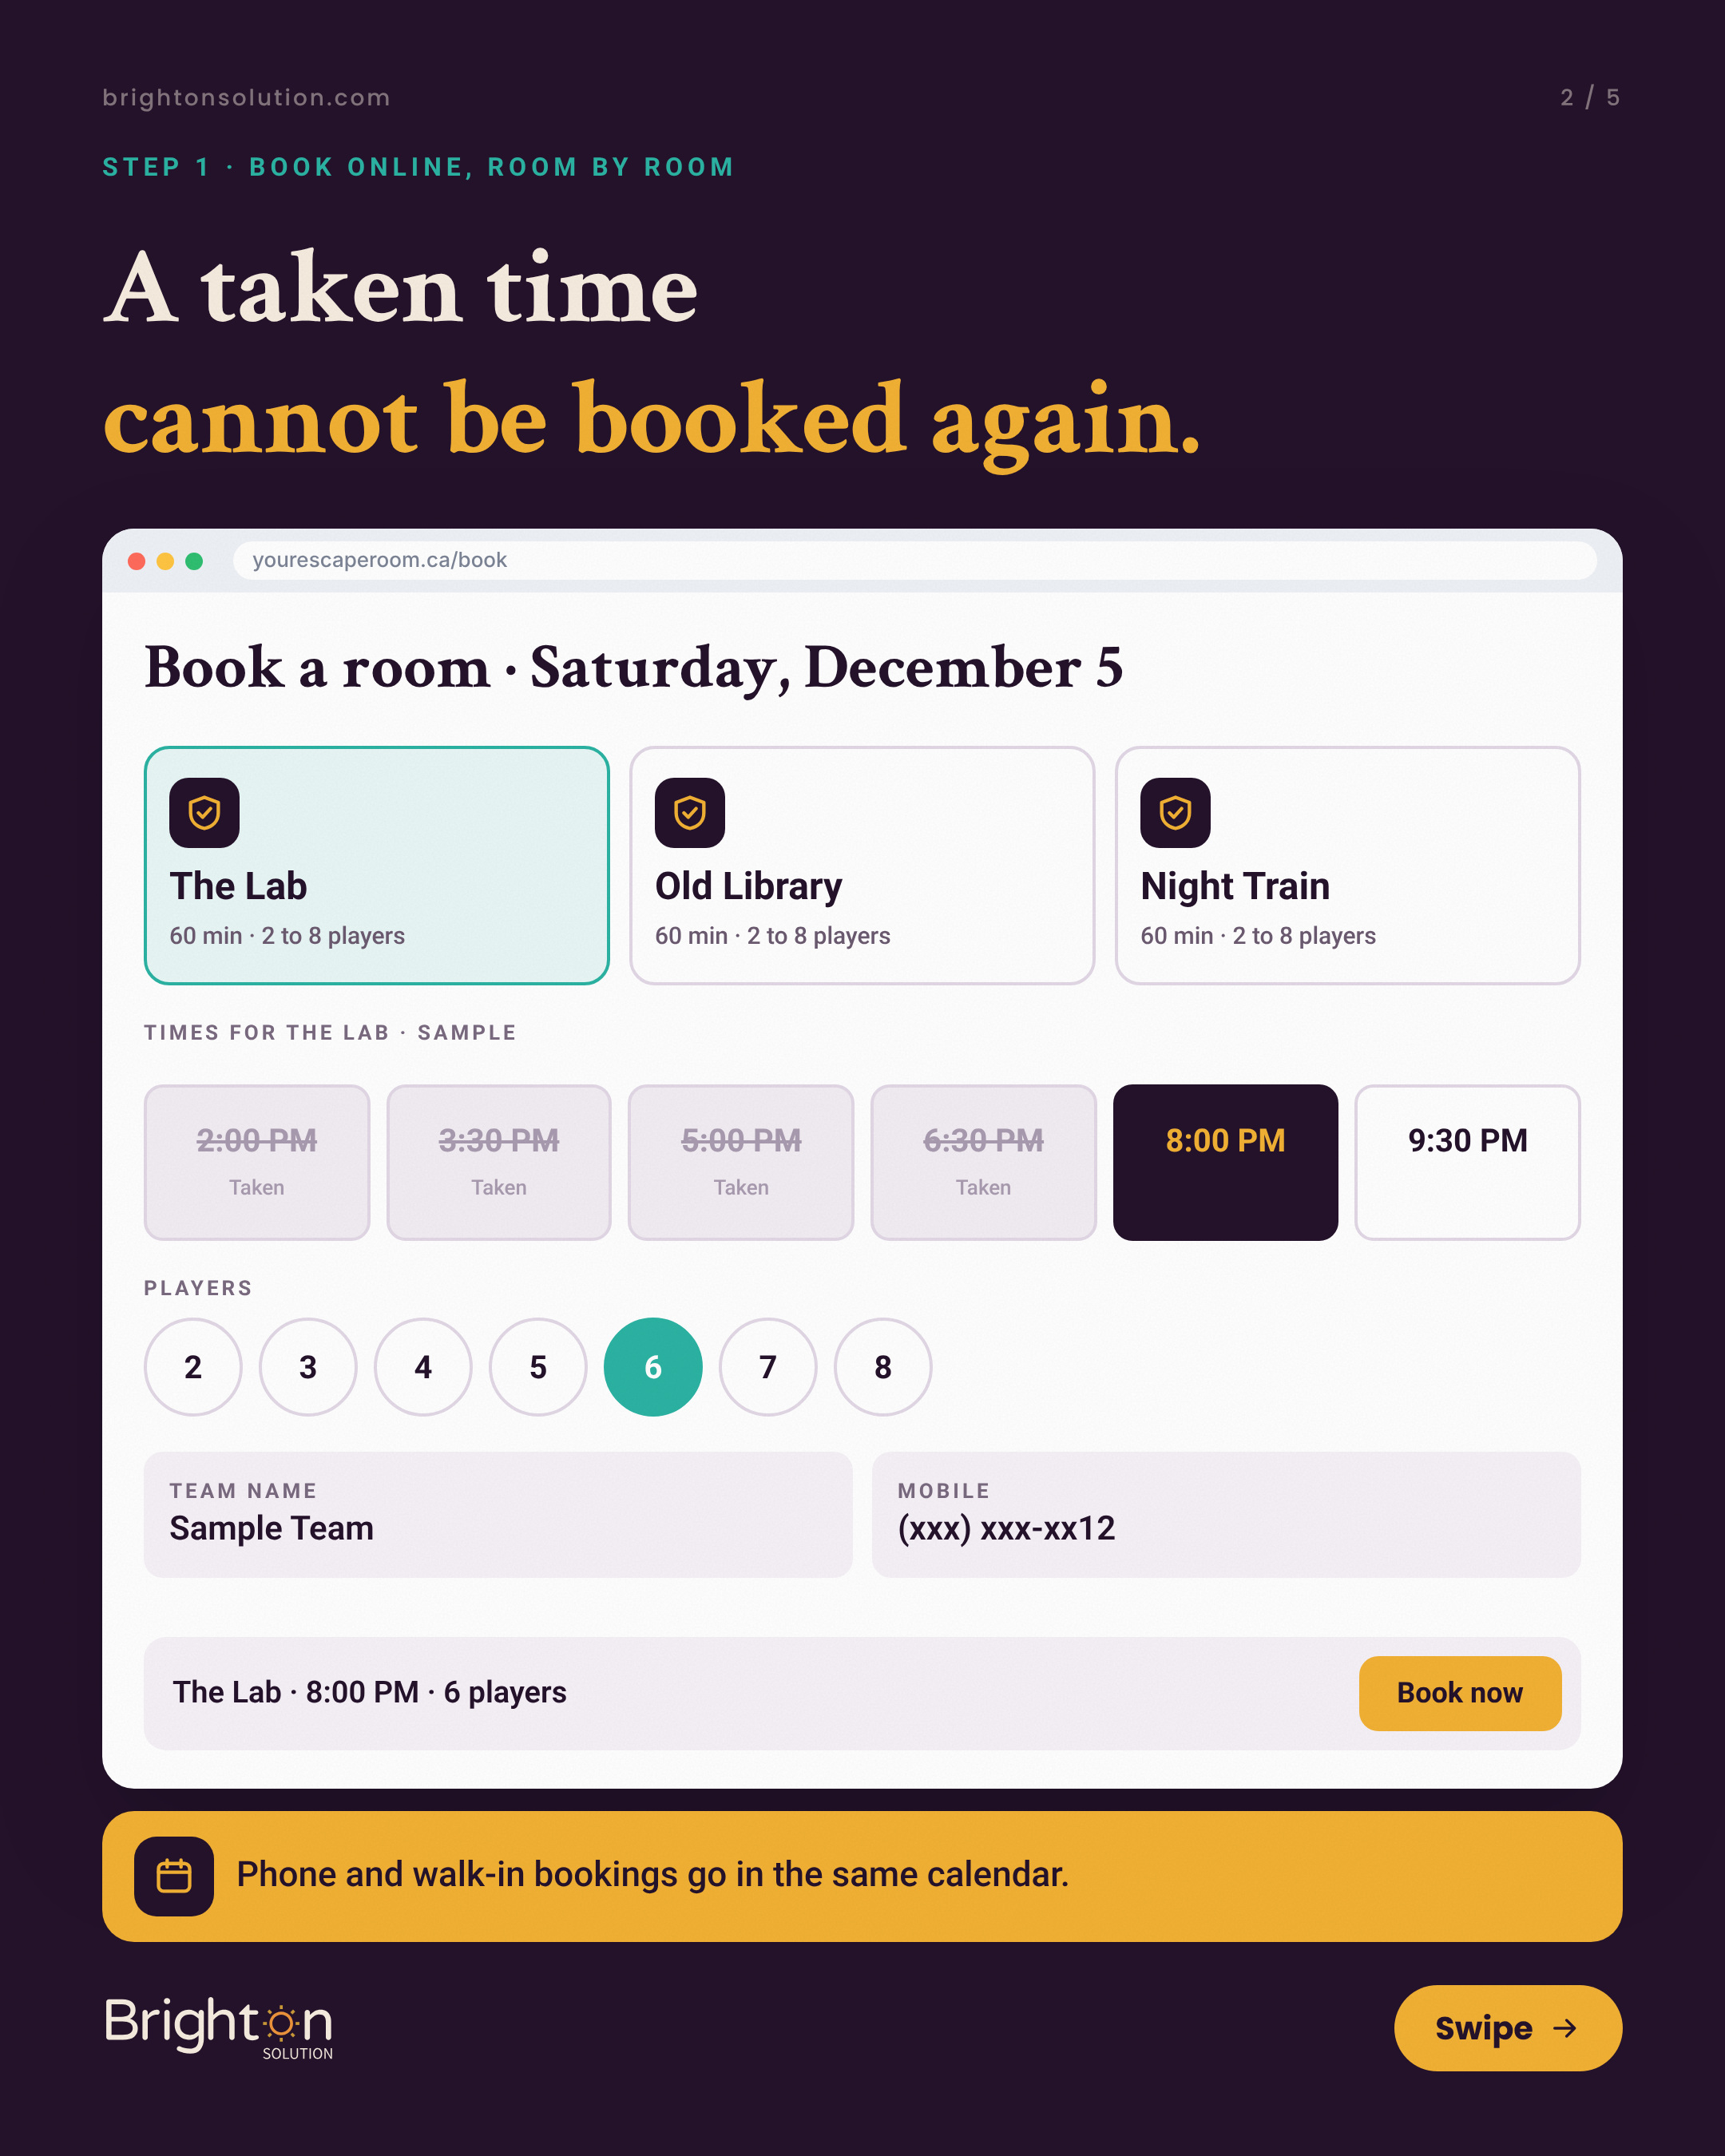 brightonsolution.com
2 / 5
STEP 1 · BOOK ONLINE, ROOM BY ROOM
A taken time
cannot be booked again.
yourescaperoom.ca/book
Book a room · Saturday, December 5
The Lab
60 min · 2 to 8 players
Old Library
60 min · 2 to 8 players
Night Train
60 min · 2 to 8 players
TIMES FOR THE LAB · SAMPLE
2:00 PM
Taken
3:30 PM
Taken
5:00 PM
Taken
6:30 PM
Taken
8:00 PM
9:30 PM
PLAYERS
2 3 4 5 6 7 8
TEAM NAME
Sample Team
MOBILE
(xxx) xxx-xx12
The Lab · 8:00 PM · 6 players
Book now
Phone and walk-in bookings go in the same calendar.
Brighton
SOLUTION
Swipe →